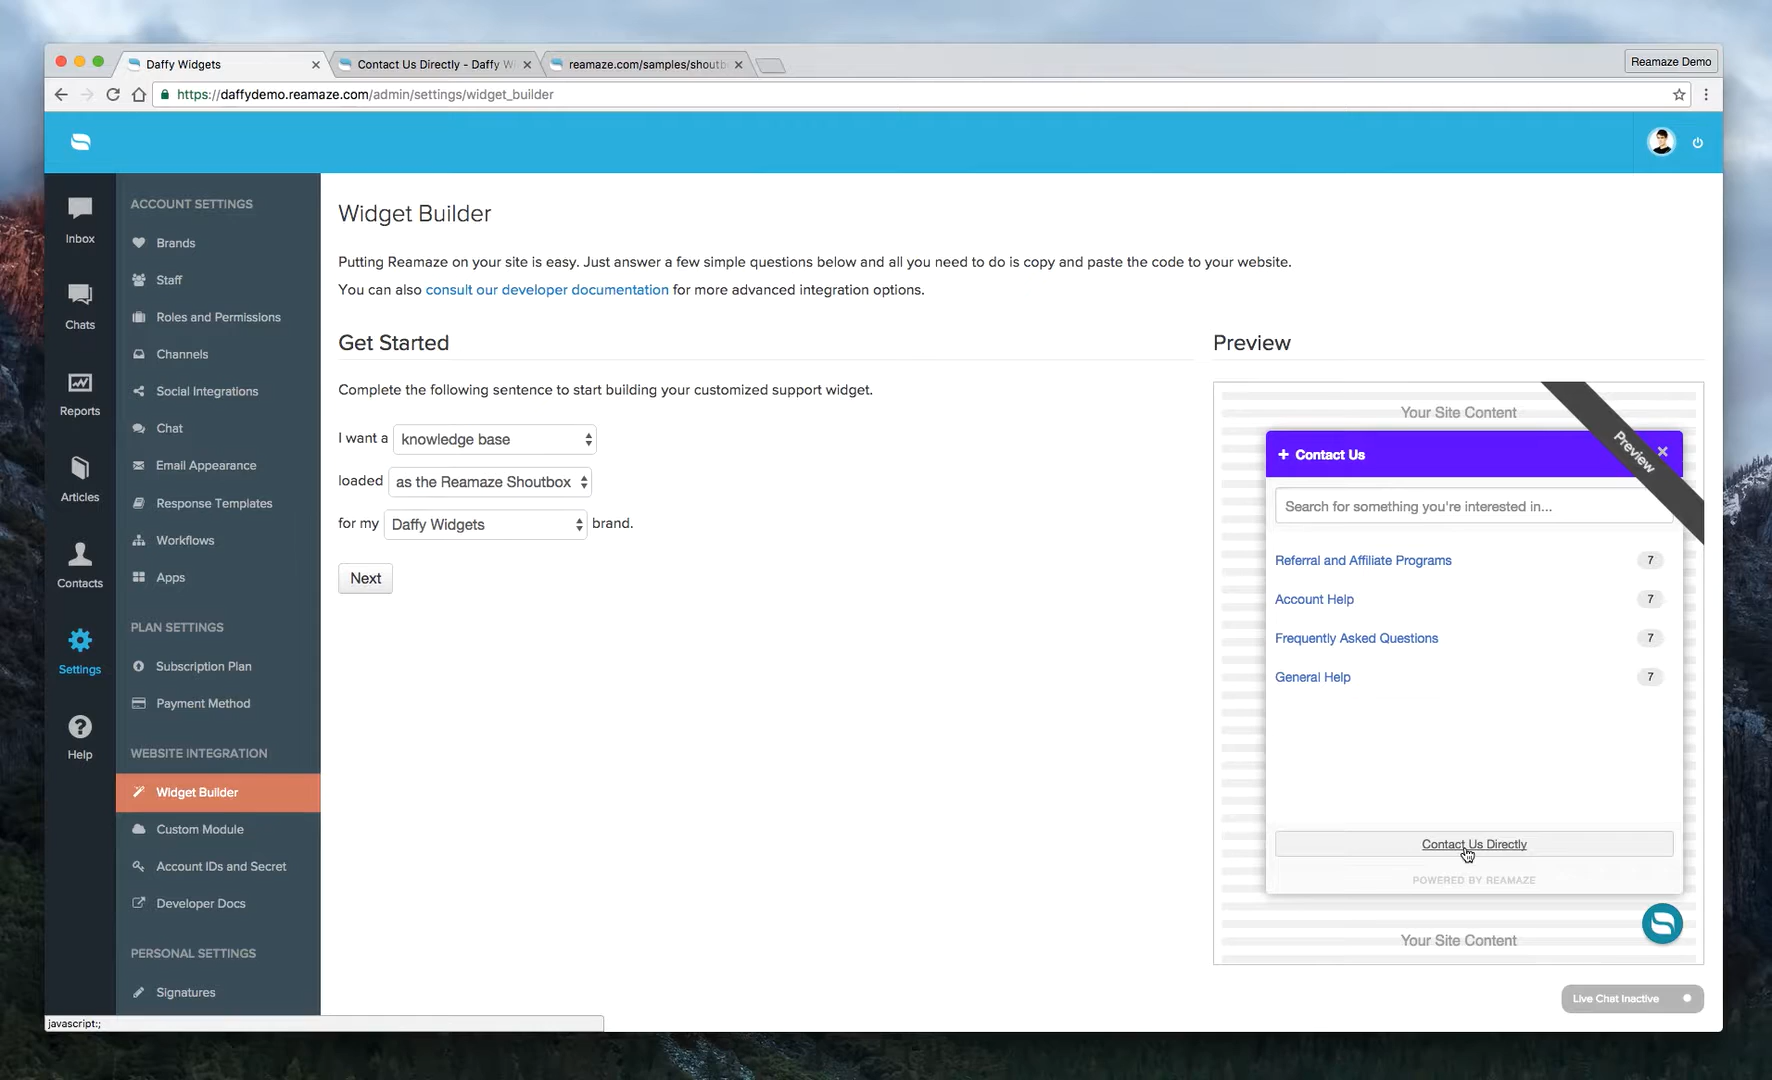 Daffy Widgets
Contact Us Directly - Daffy W
reamaze.com/samples/shoutb
Reamaze Demo
https://daffydemo.reamaze.com/admin/settings/widget_builder
Inbox
Chats
Reports
Articles
Contacts
Settings
Help
ACCOUNT SETTINGS
Brands
Staff
Roles and Permissions
Channels
Social Integrations
Chat
Email Appearance
Response Templates
Workflows
Apps
PLAN SETTINGS
Subscription Plan
Payment Method
WEBSITE INTEGRATION
Widget Builder
Custom Module
Account IDs and Secret
Developer Docs
PERSONAL SETTINGS
Signatures
javascript:;
Widget Builder
Putting Reamaze on your site is easy. Just answer a few simple questions below and all you need to do is copy and paste the code to your website.
You can also consult our developer documentation for more advanced integration options.
Get Started
Complete the following sentence to start building your customized support widget.
I want a knowledge base
loaded as the Reamaze Shoutbox
for my Daffy Widgets brand.
Next
Preview
Your Site Content
Preview
+ Contact Us
Search for something you're interested in...
Referral and Affiliate Programs 7
Account Help 7
Frequently Asked Questions 7
General Help 7
Contact Us Directly
POWERED BY REAMAZE
Your Site Content
Live Chat Inactive